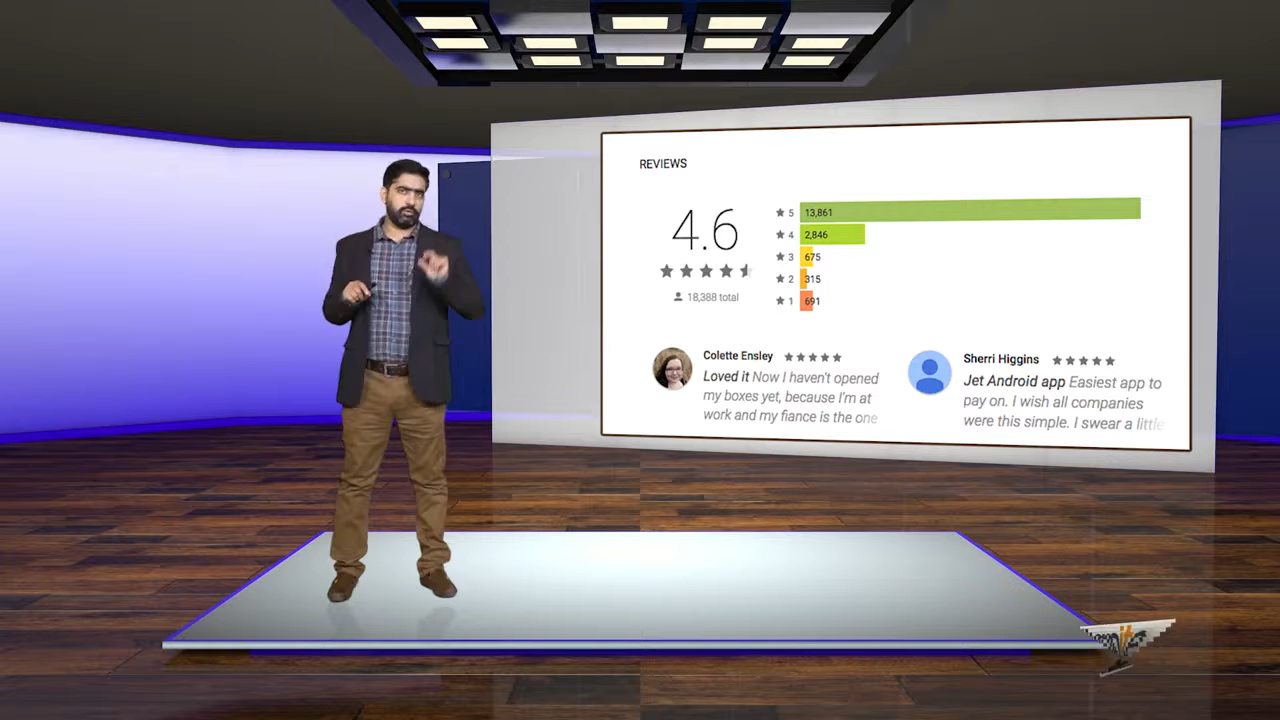 REVIEWS
4.6
18,388 total
5 13,861
4 2,846
3 675
2 315
1 691
Colette Ensley
Loved it Now I haven't opened
my boxes yet, because I'm at
work and my fiance is the one
Sherri Higgins
Jet Android app Easiest app to
pay on. I wish all companies
were this simple. I swear a little